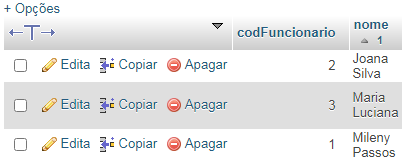 + Opções
codFuncionario nome 1
Edita Copiar Apagar 2 Joana Silva
Edita Copiar Apagar 3 Maria Luciana
Edita Copiar Apagar 1 Mileny Passos